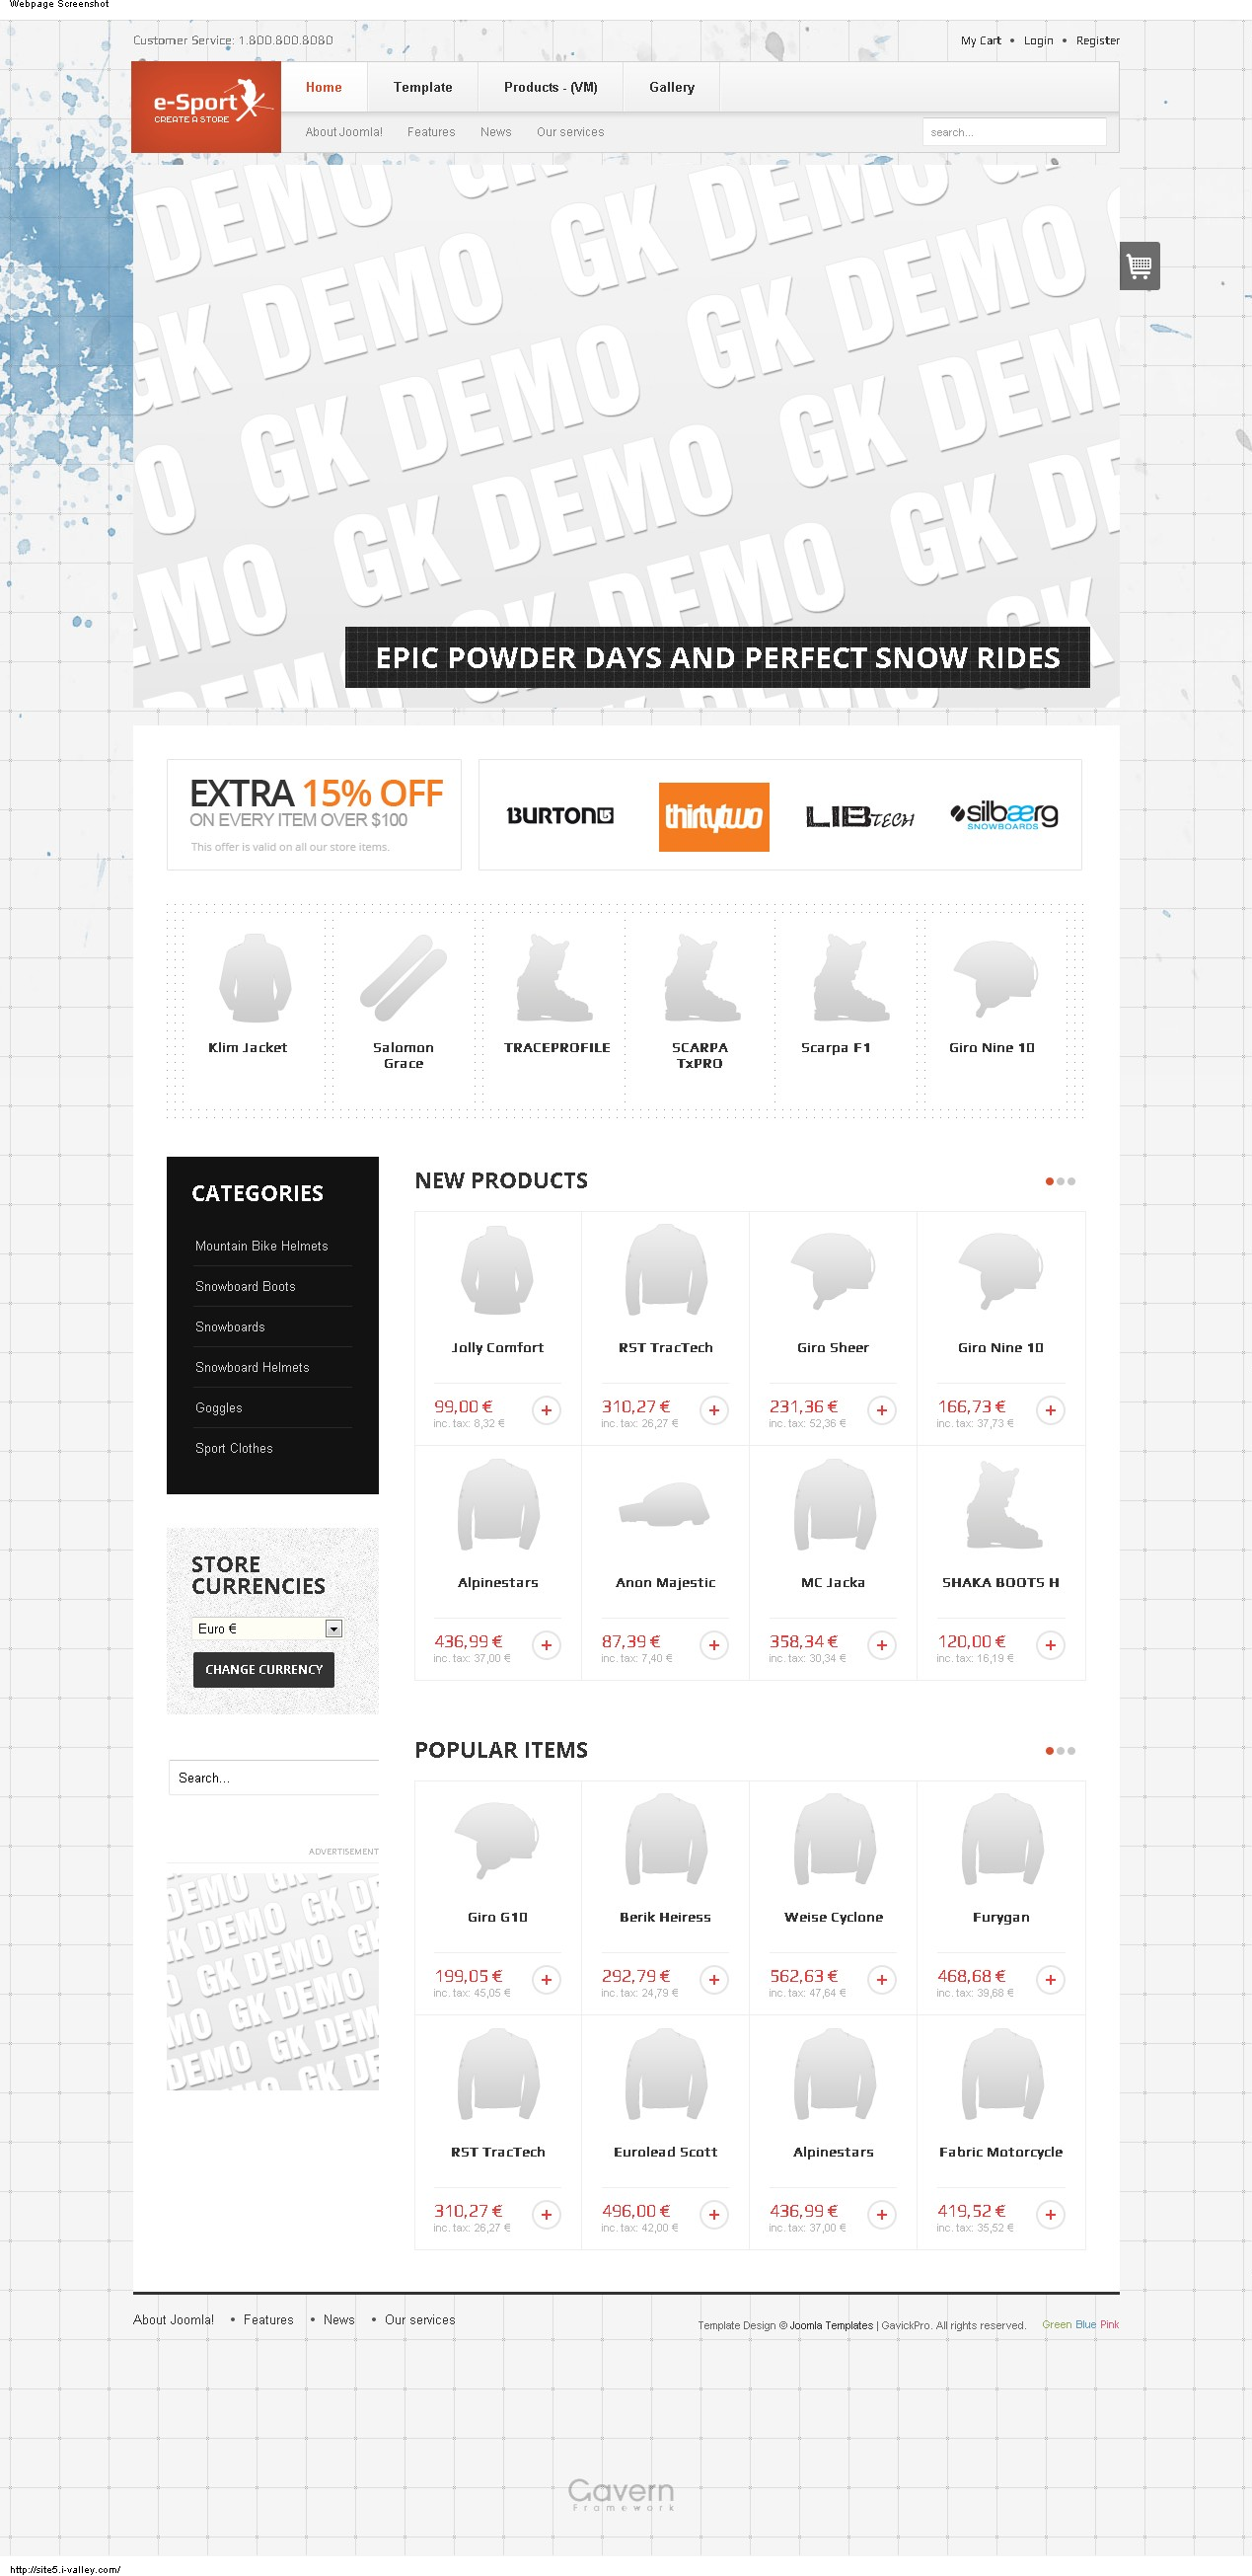 Webpage Screenshot
Customer Service: 1.800.800.8080
My Cart • Login • Register
e-Sport
CREATE A STORE
Home
Template
Products - (VM)
Gallery
About Joomla!
Features
News
Our services
search...
GK DEMO
EPIC POWDER DAYS AND PERFECT SNOW RIDES
EXTRA 15% OFF
ON EVERY ITEM OVER $100
This offer is valid on all our store items.
BURTON
thirtytwo
LIB TECH
silbaerg
SNOWBOARDS
Klim Jacket
Salomon
Grace
TRACEPROFILE
SCARPA
TxPRO
Scarpa F1
Giro Nine 10
CATEGORIES
Mountain Bike Helmets
Snowboard Boots
Snowboards
Snowboard Helmets
Goggles
Sport Clothes
STORE
CURRENCIES
Euro €
CHANGE CURRENCY
Search...
ADVERTISEMENT
GK DEMO
NEW PRODUCTS
Jolly Comfort
99,00 €
inc. tax: 8,32 €
RST TracTech
310,27 €
inc. tax: 26,27 €
Giro Sheer
231,36 €
inc. tax: 52,36 €
Giro Nine 10
166,73 €
inc. tax: 37,73 €
Alpinestars
436,99 €
inc. tax: 37,00 €
Anon Majestic
87,39 €
inc. tax: 7,40 €
MC Jacka
358,34 €
inc. tax: 30,34 €
SHAKA BOOTS H
120,00 €
inc. tax: 16,19 €
POPULAR ITEMS
Giro G10
199,05 €
inc. tax: 45,05 €
Berik Heiress
292,79 €
inc. tax: 24,79 €
Weise Cyclone
562,63 €
inc. tax: 47,64 €
Furygan
468,68 €
inc. tax: 39,68 €
RST TracTech
310,27 €
inc. tax: 26,27 €
Eurolead Scott
496,00 €
inc. tax: 42,00 €
Alpinestars
436,99 €
inc. tax: 37,00 €
Fabric Motorcycle
419,52 €
inc. tax: 35,52 €
About Joomla! • Features • News • Our services
Template Design © Joomla Templates | GavickPro. All rights reserved.
Green Blue Pink
Gavern
Framework
http://site5.i-valley.com/